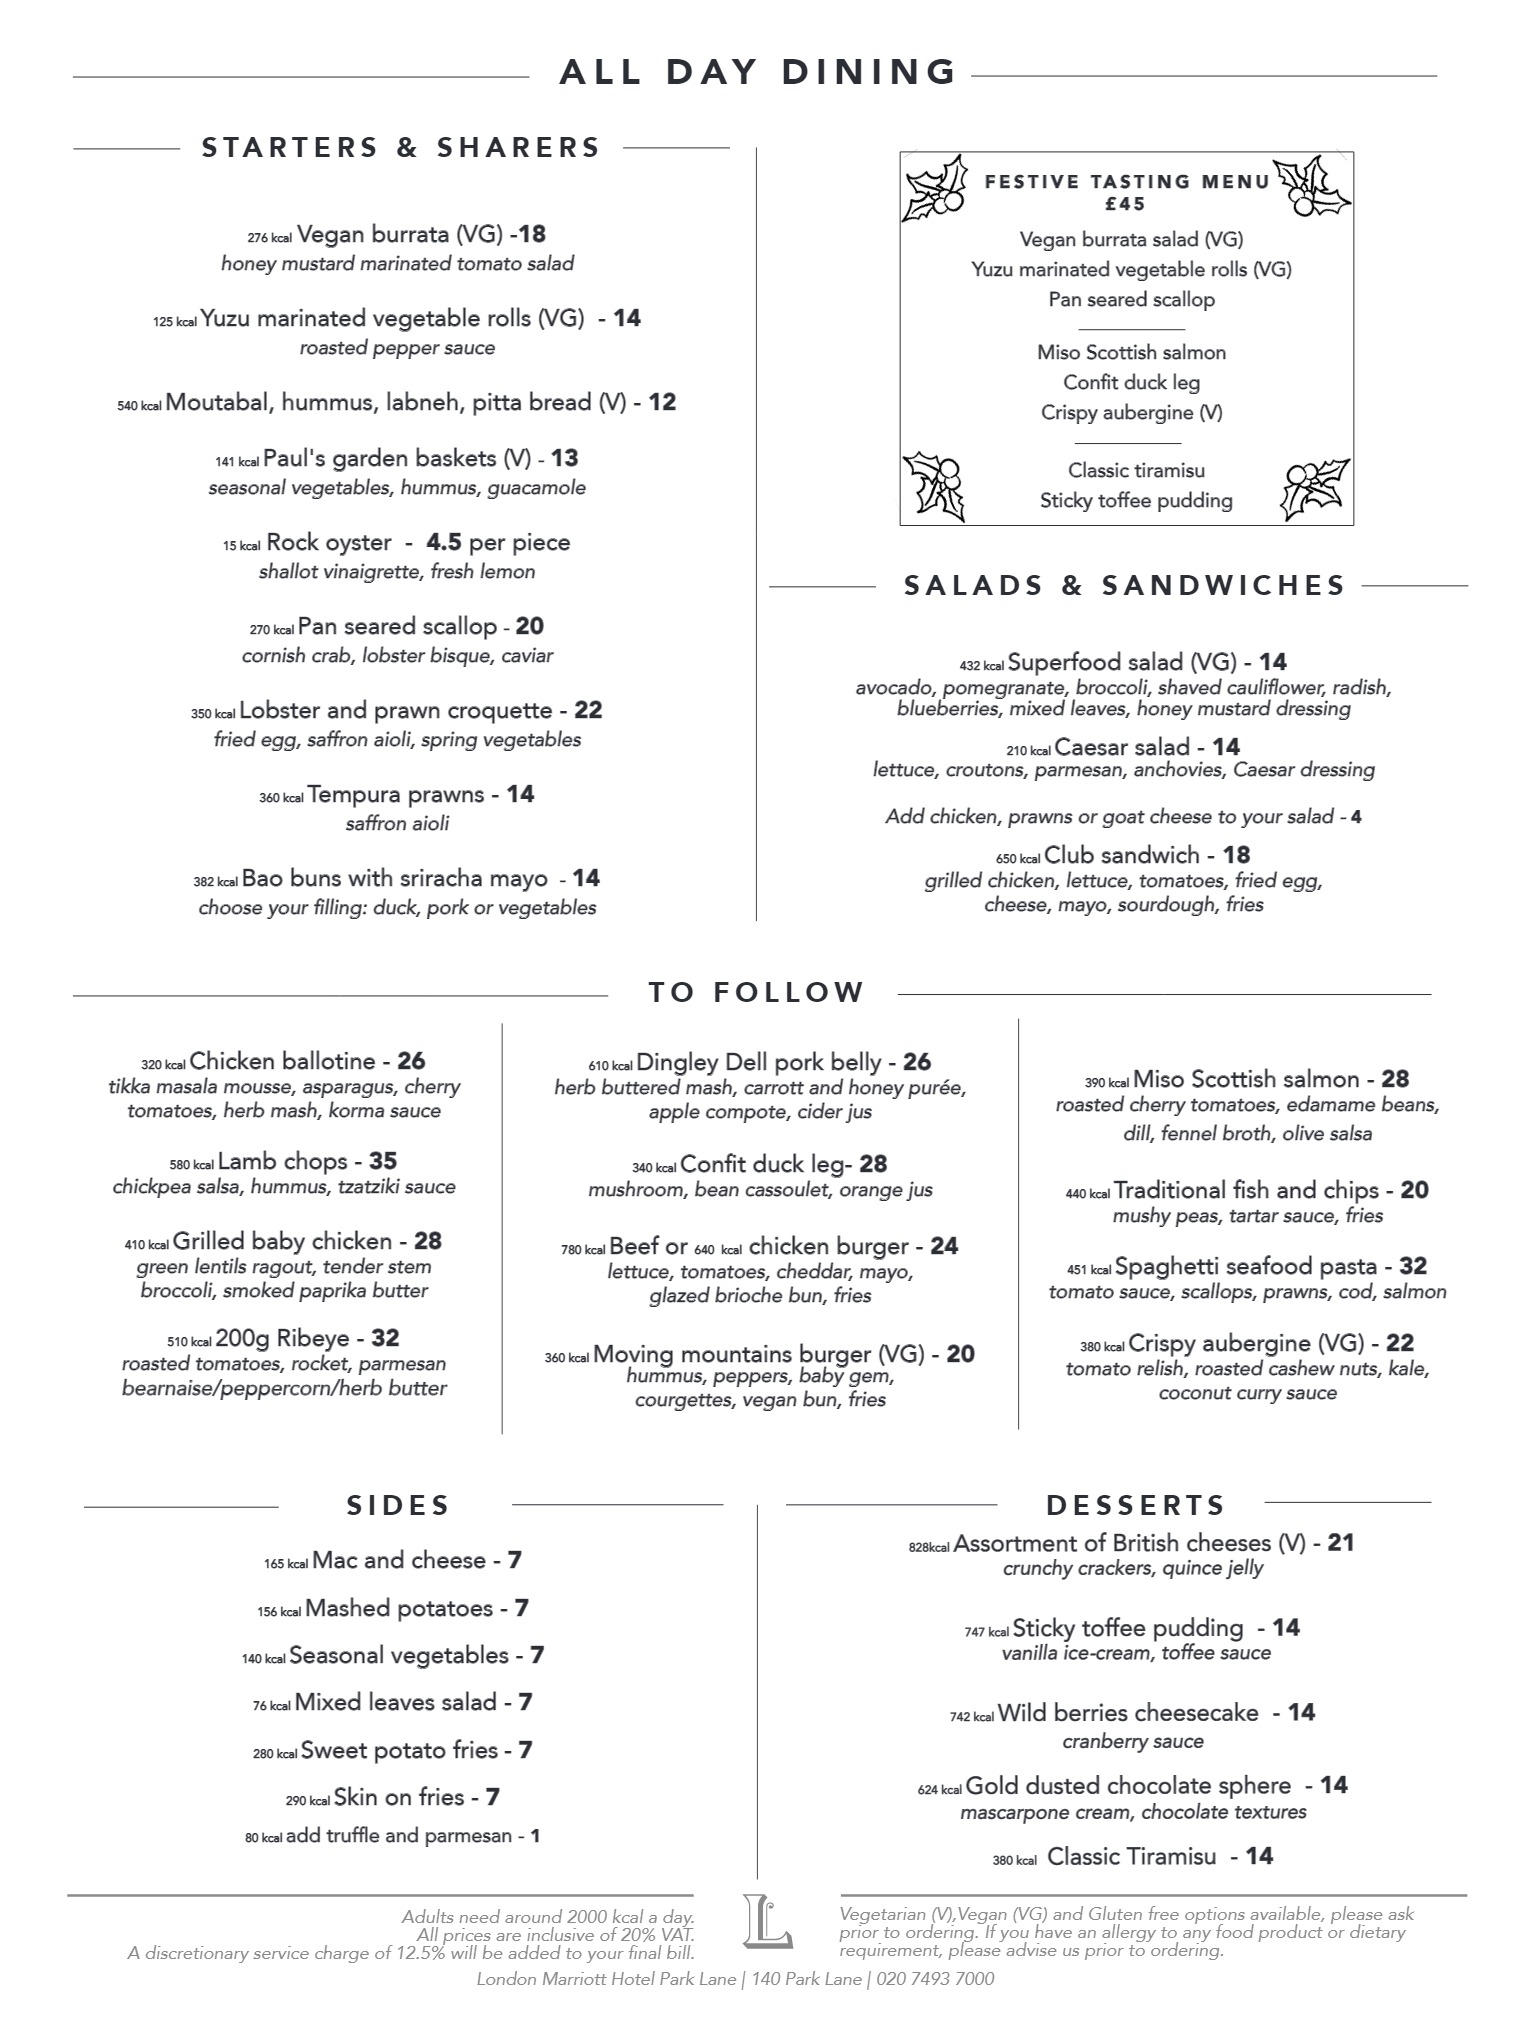 ALL DAY DINING
STARTERS & SHARERS
276 kcal Vegan burrata (VG) -18
honey mustard marinated tomato salad
125 kcal Yuzu marinated vegetable rolls (VG) - 14
roasted pepper sauce
540 kcal Moutabal, hummus, labneh, pitta bread (V) - 12
141 kcal Paul's garden baskets (V) - 13
seasonal vegetables, hummus, guacamole
15 kcal Rock oyster - 4.5 per piece
shallot vinaigrette, fresh lemon
270 kcal Pan seared scallop - 20
cornish crab, lobster bisque, caviar
350 kcal Lobster and prawn croquette - 22
fried egg, saffron aioli, spring vegetables
360 kcal Tempura prawns - 14
saffron aioli
382 kcal Bao buns with sriracha mayo - 14
choose your filling: duck, pork or vegetables
FESTIVE TASTING MENU
£45
Vegan burrata salad (VG)
Yuzu marinated vegetable rolls (VG)
Pan seared scallop
Miso Scottish salmon
Confit duck leg
Crispy aubergine (V)
Classic tiramisu
Sticky toffee pudding
SALADS & SANDWICHES
432 kcal Superfood salad (VG) - 14
avocado, pomegranate, broccoli, shaved cauliflower, radish,
blueberries, mixed leaves, honey mustard dressing
210 kcal Caesar salad - 14
lettuce, croutons, parmesan, anchovies, Caesar dressing
Add chicken, prawns or goat cheese to your salad - 4
650 kcal Club sandwich - 18
grilled chicken, lettuce, tomatoes, fried egg,
cheese, mayo, sourdough, fries
TO FOLLOW
320 kcal Chicken ballotine - 26
tikka masala mousse, asparagus, cherry
tomatoes, herb mash, korma sauce
580 kcal Lamb chops - 35
chickpea salsa, hummus, tzatziki sauce
410 kcal Grilled baby chicken - 28
green lentils ragout, tender stem
broccoli, smoked paprika butter
510 kcal 200g Ribeye - 32
roasted tomatoes, rocket, parmesan
bearnaise/peppercorn/herb butter
610 kcal Dingley Dell pork belly - 26
herb buttered mash, carrott and honey purée,
apple compote, cider jus
340 kcal Confit duck leg- 28
mushroom, bean cassoulet, orange jus
780 kcal Beef or 640 kcal chicken burger - 24
lettuce, tomatoes, cheddar, mayo,
glazed brioche bun, fries
360 kcal Moving mountains burger (VG) - 20
hummus, peppers, baby gem,
courgettes, vegan bun, fries
390 kcal Miso Scottish salmon - 28
roasted cherry tomatoes, edamame beans,
dill, fennel broth, olive salsa
440 kcal Traditional fish and chips - 20
mushy peas, tartar sauce, fries
451 kcal Spaghetti seafood pasta - 32
tomato sauce, scallops, prawns, cod, salmon
380 kcal Crispy aubergine (VG) - 22
tomato relish, roasted cashew nuts, kale,
coconut curry sauce
SIDES
165 kcal Mac and cheese - 7
156 kcal Mashed potatoes - 7
140 kcal Seasonal vegetables - 7
76 kcal Mixed leaves salad - 7
280 kcal Sweet potato fries - 7
290 kcal Skin on fries - 7
80 kcal add truffle and parmesan - 1
DESSERTS
828kcal Assortment of British cheeses (V) - 21
crunchy crackers, quince jelly
747 kcal Sticky toffee pudding - 14
vanilla ice-cream, toffee sauce
742 kcal Wild berries cheesecake - 14
cranberry sauce
624 kcal Gold dusted chocolate sphere - 14
mascarpone cream, chocolate textures
380 kcal Classic Tiramisu - 14
Adults need around 2000 kcal a day.
All prices are inclusive of 20% VAT.
A discretionary service charge of 12.5% will be added to your final bill.
L
Vegetarian (V),Vegan (VG) and Gluten free options available, please ask
prior to ordering. If you have an allergy to any food product or dietary
requirement, please advise us prior to ordering.
London Marriott Hotel Park Lane | 140 Park Lane | 020 7493 7000